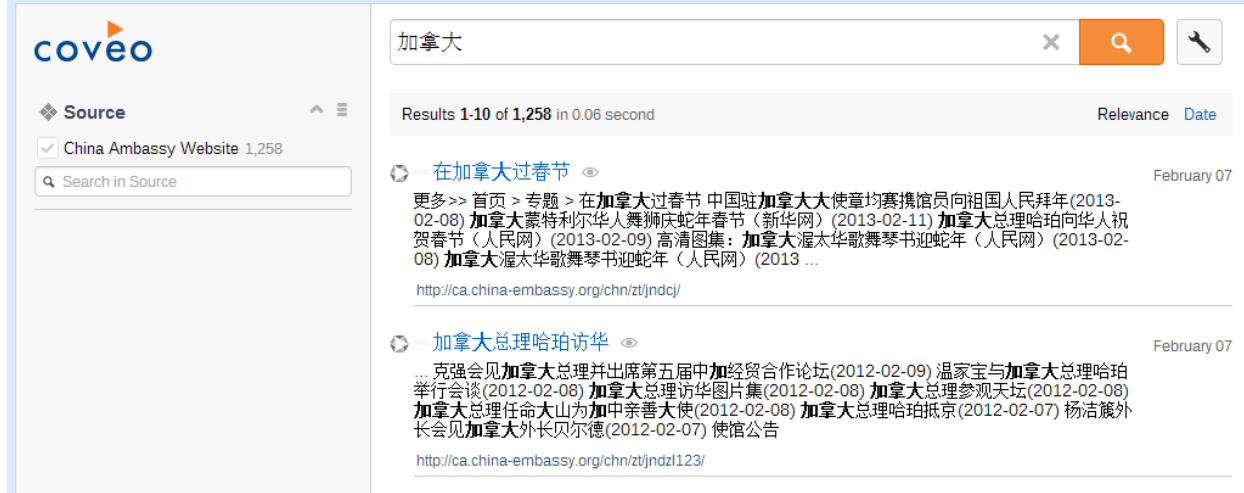 coveo
加拿大
Source
Results 1-10 of 1,258 in 0.06 second
Relevance Date
China Ambassy Website 1,258
Search in Source
在加拿大过春节
February 07
更多>> 首页 > 专题 > 在加拿大过春节 中国驻加拿大大使章均赛携馆员向祖国人民拜年(2013-
02-08) 加拿大蒙特利尔华人舞狮庆蛇年春节（新华网）(2013-02-11) 加拿大总理哈珀向华人祝
贺春节（人民网）(2013-02-09) 高清图集：加拿大渥太华歌舞琴书迎蛇年（人民网）(2013-02-
08) 加拿大渥太华歌舞琴书迎蛇年（人民网）(2013 ...
http://ca.china-embassy.org/chn/zt/jndcj/
加拿大总理哈珀访华
February 07
... 克强会见加拿大总理并出席第五届中加经贸合作论坛(2012-02-09) 温家宝与加拿大总理哈珀
举行会谈(2012-02-08) 加拿大总理访华图片集(2012-02-08) 加拿大总理参观天坛(2012-02-08)
加拿大总理任命大山为加中亲善大使(2012-02-08) 加拿大总理哈珀抵京(2012-02-07) 杨洁篪外
长会见加拿大外长贝尔德(2012-02-07) 使馆公告
http://ca.china-embassy.org/chn/zt/jndzl123/